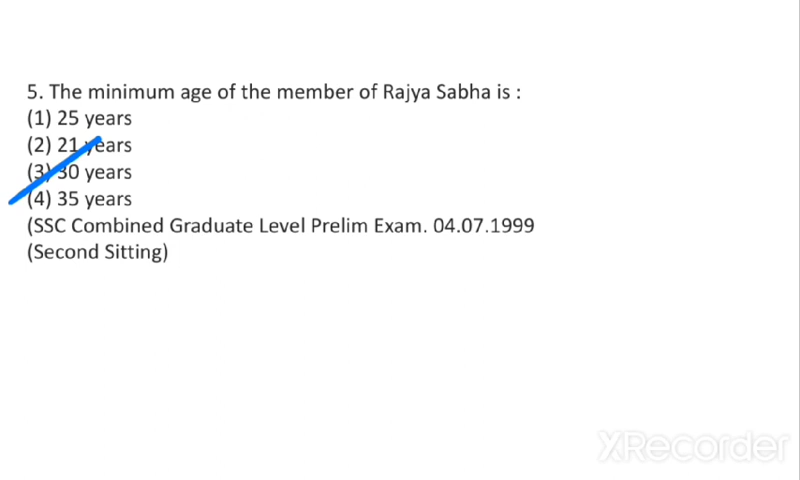 5. The minimum age of the member of Rajya Sabha is :
(1) 25 years
(2) 21 years
(3) 30 years
(4) 35 years
(SSC Combined Graduate Level Prelim Exam. 04.07.1999
(Second Sitting)
XRecorder